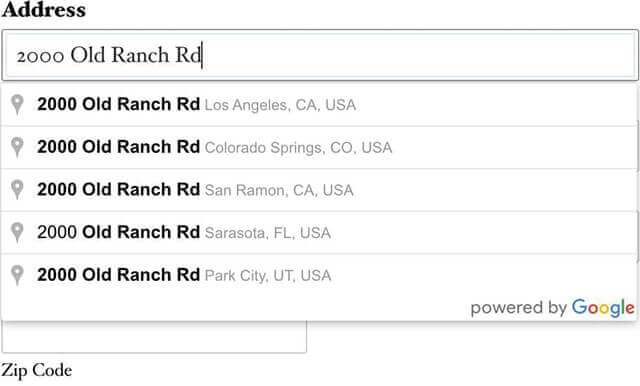 Address
2000 Old Ranch Rd
2000 Old Ranch Rd Los Angeles, CA, USA
2000 Old Ranch Rd Colorado Springs, CO, USA
2000 Old Ranch Rd San Ramon, CA, USA
2000 Old Ranch Rd Sarasota, FL, USA
2000 Old Ranch Rd Park City, UT, USA
powered by Google
Zip Code